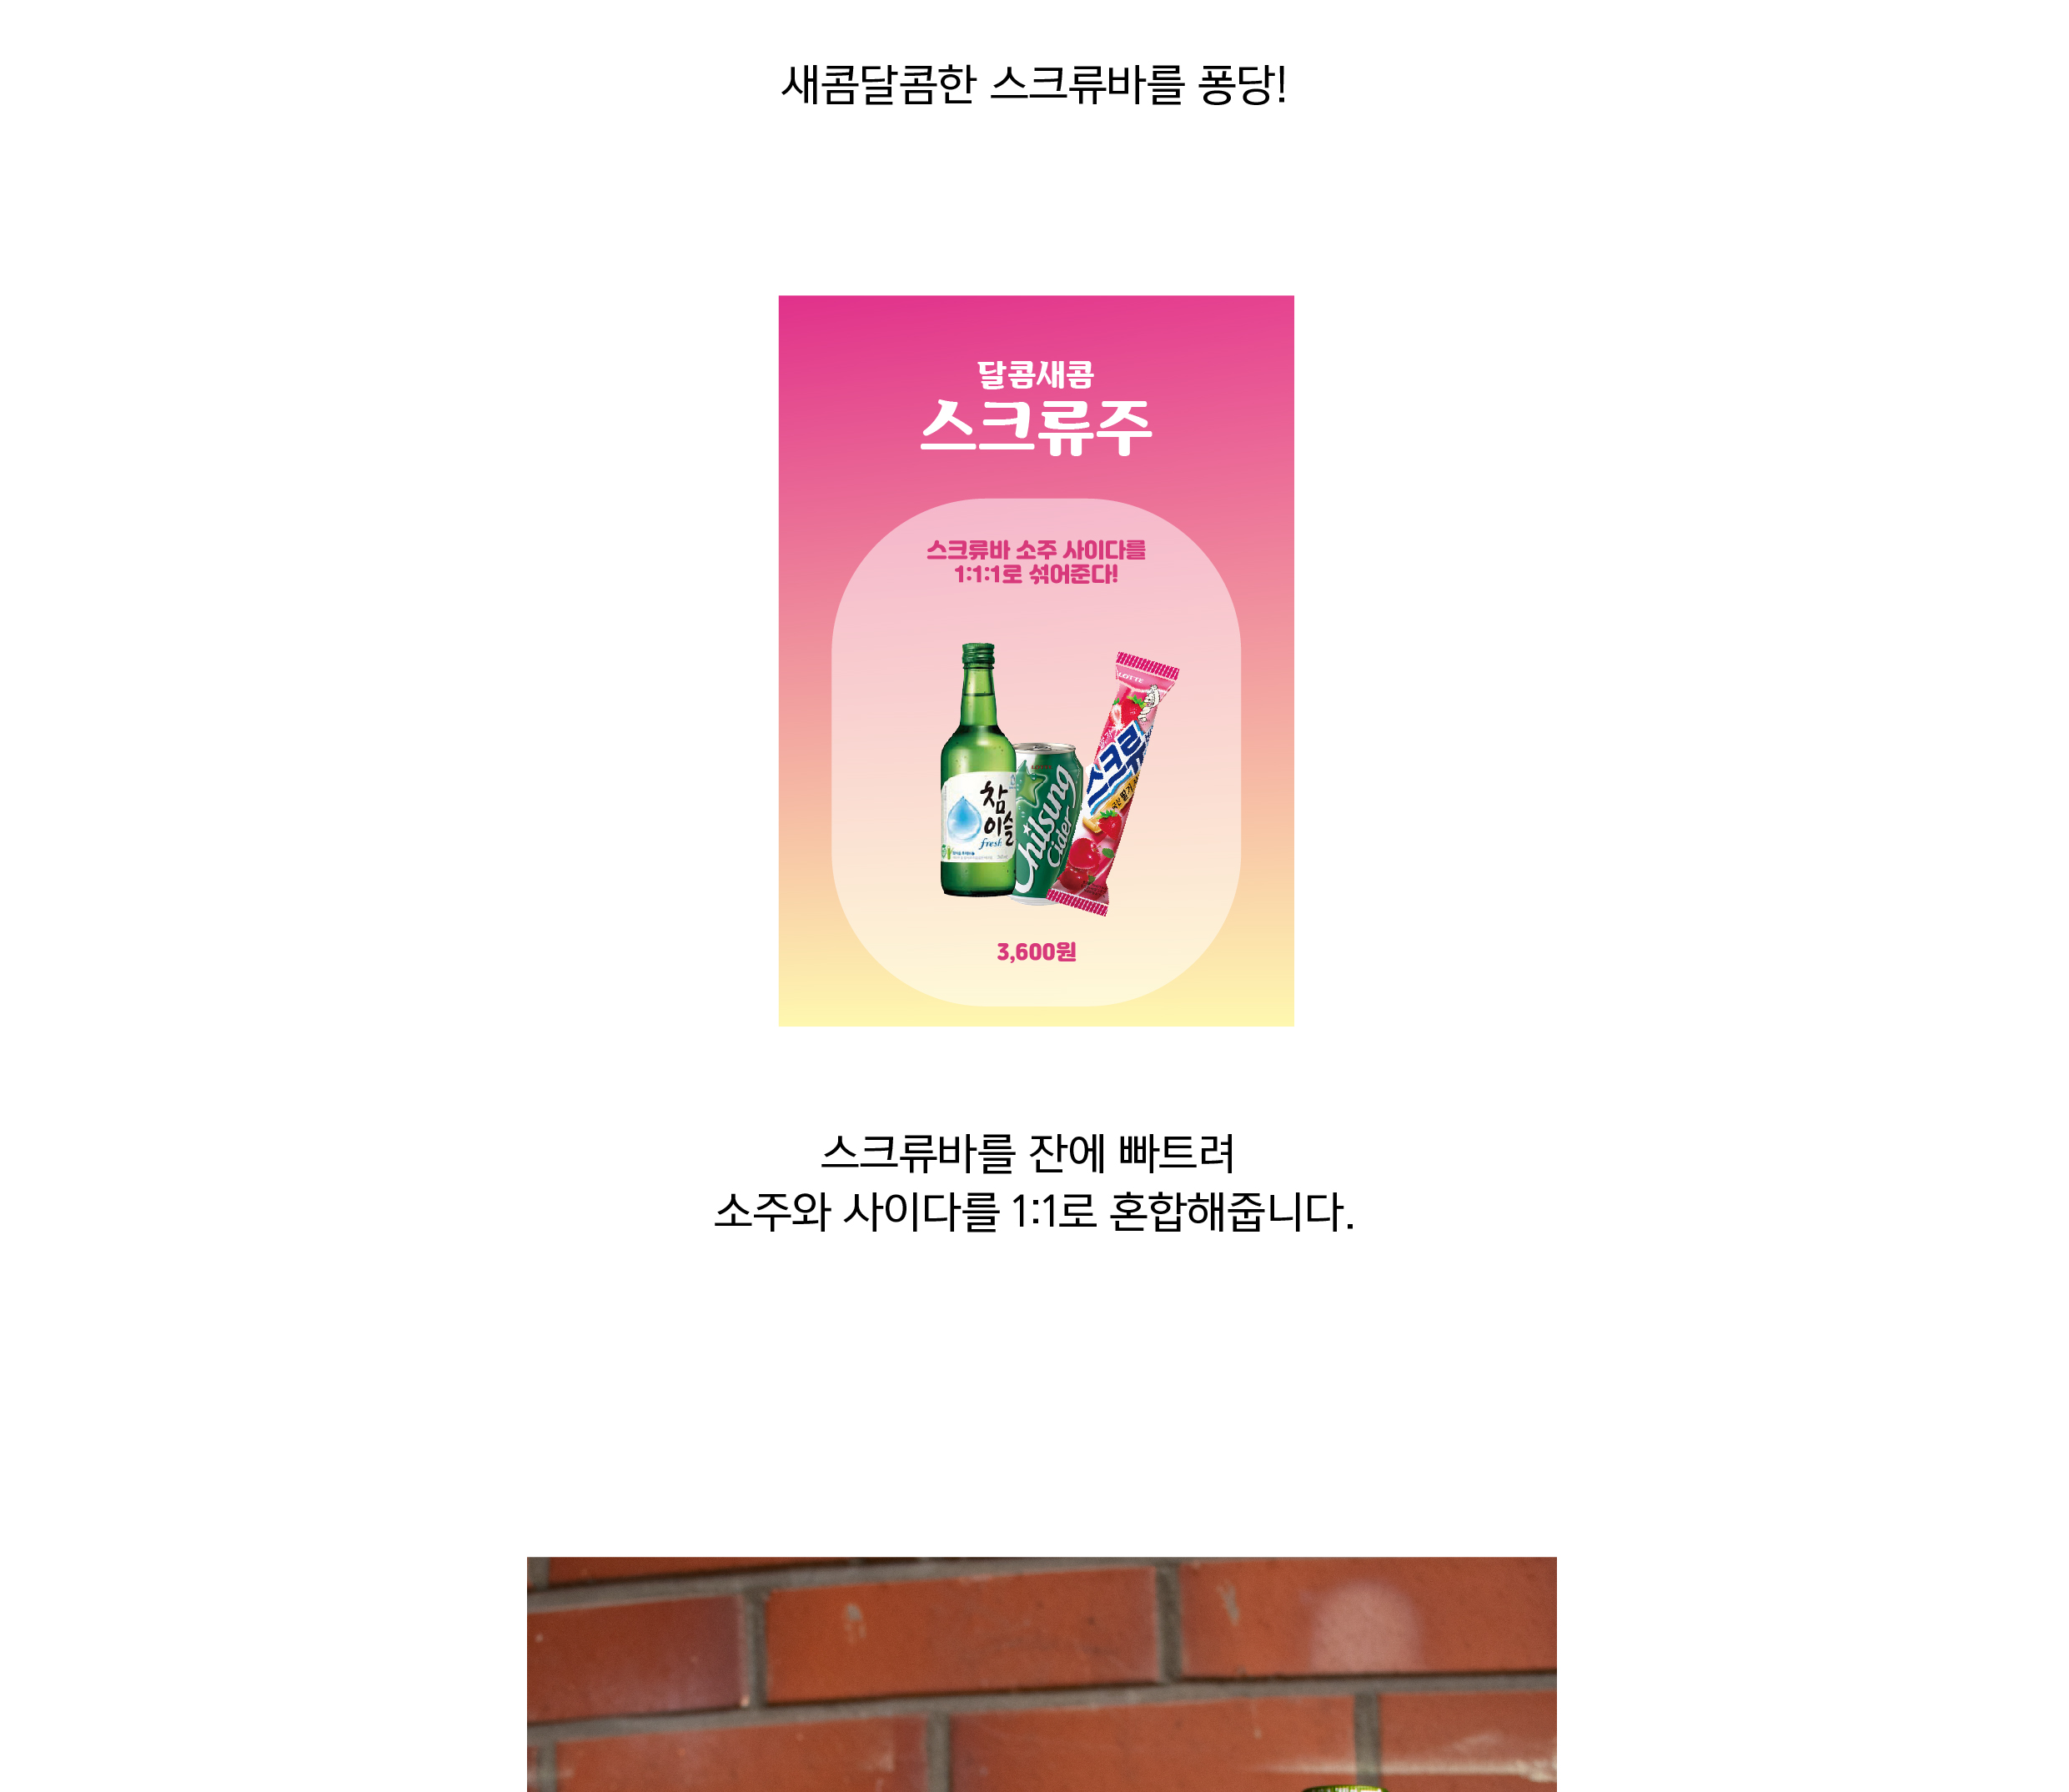 새콤달콤한 스크류바를 퐁당!
달콤새콤
스크류주
스크류바 소주 사이다를
1:1:1로 섞어준다!
LOTTE
스크류
참
이슬
fresh
Chilsung
Cider
3,600원
스크류바를 잔에 빠트려
소주와 사이다를 1:1로 혼합해줍니다.